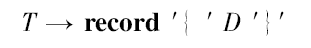 T → record '{ ' D '}'